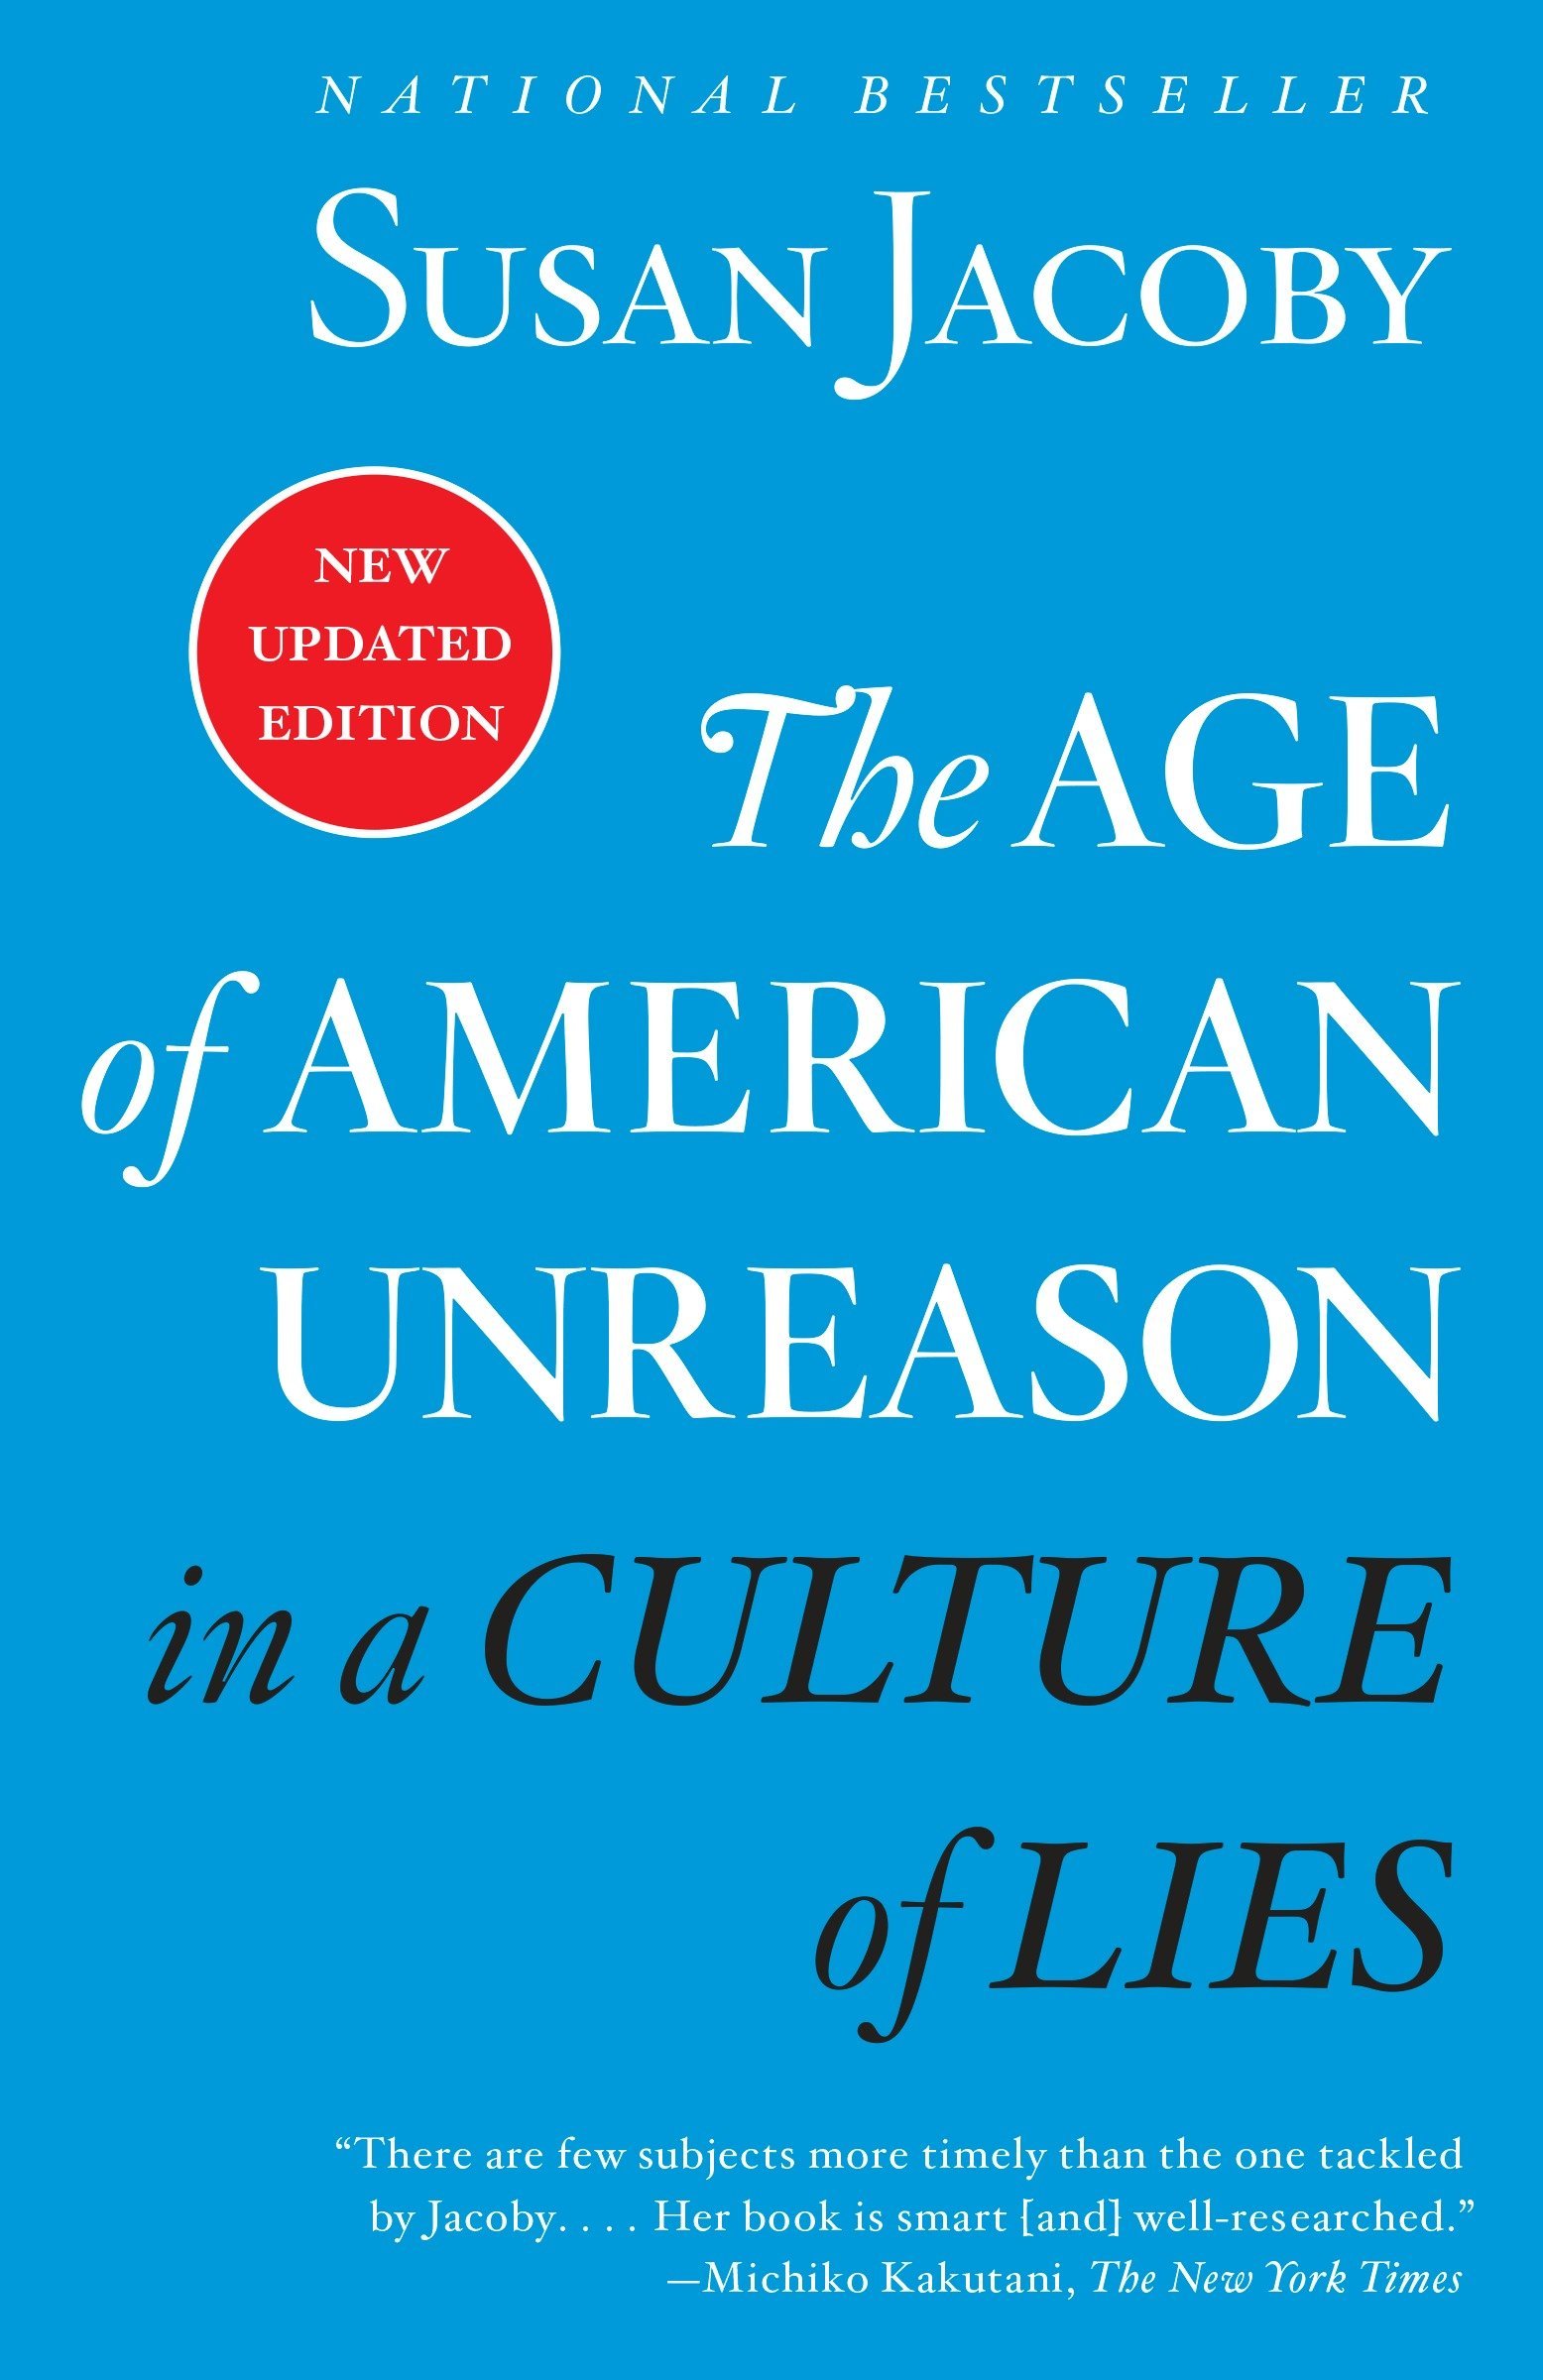 NATIONAL BESTSELLER
SUSAN JACOBY
NEW
UPDATED
EDITION
The AGE
of AMERICAN
UNREASON
in a CULTURE
of LIES
“There are few subjects more timely than the one tackled
by Jacoby. . . . Her book is smart [and] well-researched.”
—Michiko Kakutani, The New York Times